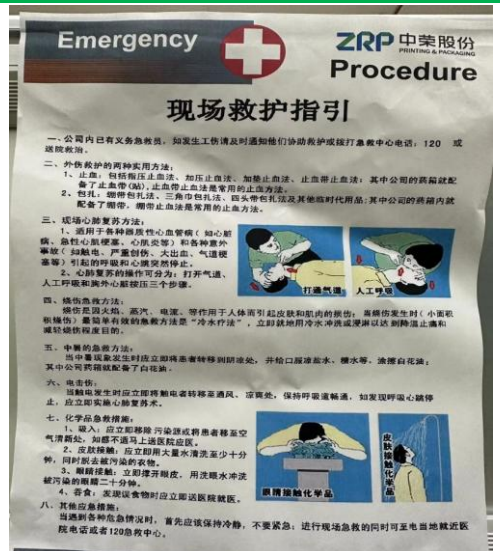 Emergency
ZRP 中荣股份
PRINTING & PACKAGING
Procedure
现场救护指引
一、公司内已有义务急救员，如发生工伤请及时通知他们协助救护或拨打急救中心电话：120 或
送院救治。
二、外伤救护的两种实用方法：
1、止血：包括指压止血法、加压止血法、加垫止血法、止血带止血法；其中公司的药箱就配
备了止血带(贴)，止血带止血法是常用的止血方法。
2、包扎：绷带包扎法、三角巾包扎法、四头带包扎法及其他临时代用品；其中公司的药箱内就
配备了绷带。绷带止血法是常用的止血方法。
三、现场心肺复苏方法：
1、适用于各种器质性心血管病（如心脏
病、急性心肌梗塞、心肌炎等）和各种意外
事故（如触电、严重创伤、大出血、气道梗
塞等）引起的呼吸和心跳突然停止。
2、心肺复苏的操作可分为：打开气道、
人工呼吸和胸外心脏按压三个步骤。
打通气道
人工呼吸
四、烧伤急救方法：
烧伤是因火焰、蒸汽、电流、等作用于人体而引起皮肤和肌肉的损伤；当烧伤发生时（小面积
积烧伤）最简单有效的急救方法是“冷水疗法”，立即就地用冷水冲洗或浸淋以达到降温止痛和
减轻烧伤程度目的。
五、中暑的急救方法：
当中暑现象发生时应立即将患者转移到阴凉处，并给口服凉盐水、糖水等、涂擦白花油；
其中公司药箱就配备了白花油。
六、电击伤：
当触电发生时应立即将触电者转移至通风、凉爽处，保持呼吸道畅通，如发现呼吸心跳停
止，应立即实施心肺复苏术。
七、化学品急救措施：
1、吸入：应立即移除污染源或将患者移至空
气清新处，如感不适马上送医院应医。
2、皮肤接触：应立即用大量水清洗至少十分
钟，同时脱去被污染的衣物。
3、眼睛接触：立即撑开眼皮，用洗眼水冲洗
被污染的眼睛二十分钟。
4、吞食：发现误食物时应立即送医院就医。
眼睛接触化学品
皮肤接触化学品
八、其他应急措施：
当遇到各种危急情况时，首先应该保持冷静，不要紧急；进行现场急救的同时可至电当地就近医
院电话或者120急救中心。